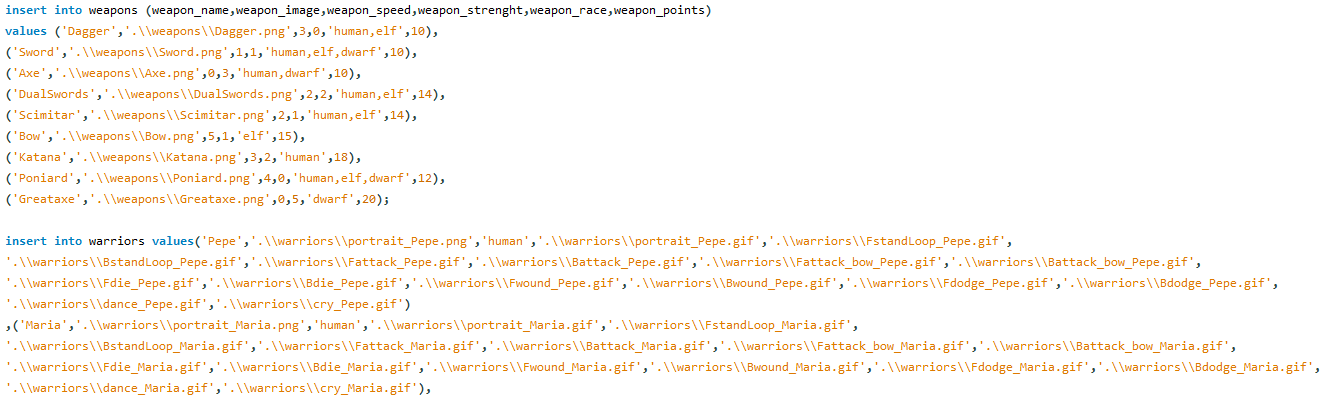 insert into weapons (weapon_name,weapon_image,weapon_speed,weapon_strenght,weapon_race,weapon_points)
values ('Dagger','.\\weapons\\Dagger.png',3,0,'human,elf',10),
('Sword','.\\weapons\\Sword.png',1,1,'human,elf,dwarf',10),
('Axe','.\\weapons\\Axe.png',0,3,'human,dwarf',10),
('DualSwords','.\\weapons\\DualSwords.png',2,2,'human,elf',14),
('Scimitar','.\\weapons\\Scimitar.png',2,1,'human,elf',14),
('Bow','.\\weapons\\Bow.png',5,1,'elf',15),
('Katana','.\\weapons\\Katana.png',3,2,'human',18),
('Poniard','.\\weapons\\Poniard.png',4,0,'human,elf,dwarf',12),
('Greataxe','.\\weapons\\Greataxe.png',0,5,'dwarf',20);
insert into warriors values('Pepe','.\\warriors\\portrait_Pepe.png','human','.\\warriors\\portrait_Pepe.gif','.\\warriors\\FstandLoop_Pepe.gif',
'.\\warriors\\BstandLoop_Pepe.gif','.\\warriors\\Fattack_Pepe.gif','.\\warriors\\Battack_Pepe.gif','.\\warriors\\Fattack_bow_Pepe.gif','.\\warriors\\Battack_bow_Pepe.gif',
'.\\warriors\\Fdie_Pepe.gif','.\\warriors\\Bdie_Pepe.gif','.\\warriors\\Fwound_Pepe.gif','.\\warriors\\Bwound_Pepe.gif','.\\warriors\\Fdodge_Pepe.gif','.\\warriors\\Bdodge_Pepe.gif',
'.\\warriors\\dance_Pepe.gif','.\\warriors\\cry_Pepe.gif')
,('Maria','.\\warriors\\portrait_Maria.png','human','.\\warriors\\portrait_Maria.gif','.\\warriors\\FstandLoop_Maria.gif',
'.\\warriors\\BstandLoop_Maria.gif','.\\warriors\\Fattack_Maria.gif','.\\warriors\\Battack_Maria.gif','.\\warriors\\Fattack_bow_Maria.gif','.\\warriors\\Battack_bow_Maria.gif',
'.\\warriors\\Fdie_Maria.gif','.\\warriors\\Bdie_Maria.gif','.\\warriors\\Fwound_Maria.gif','.\\warriors\\Bwound_Maria.gif','.\\warriors\\Fdodge_Maria.gif','.\\warriors\\Bdodge_Maria.gif',
'.\\warriors\\dance_Maria.gif','.\\warriors\\cry_Maria.gif'),